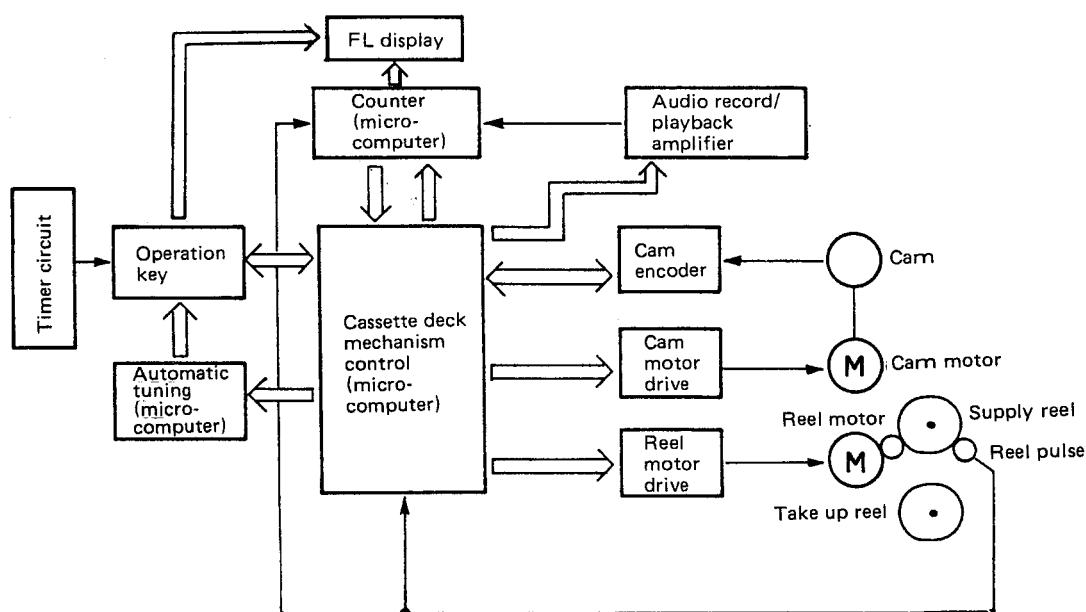 FL display
Counter
(micro-
computer)
Audio record/
playback
amplifier
Timer circuit
Operation
key
Cam
encoder
Cam
Cassette deck
mechanism
control
(micro-
computer)
Cam
motor
drive
M
Cam motor
Automatic
tuning
(micro-
computer)
Reel motor
Supply reel
Reel
motor
drive
M
Reel pulse
Take up reel